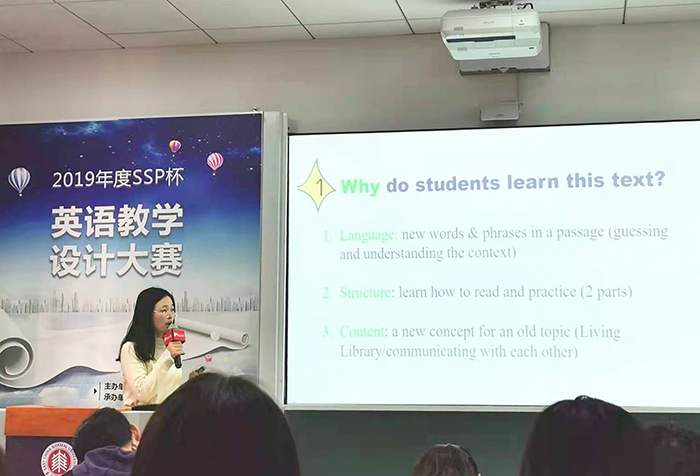 2019年度SSP杯
英语教学
设计大赛
主办单
承办单
1 Why do students learn this text?
1. Language: new words & phrases in a passage (guessing
and understanding the context)
2. Structure: learn how to read and practice (2 parts)
3. Content: a new concept for an old topic (Living
Library/communicating with each other)